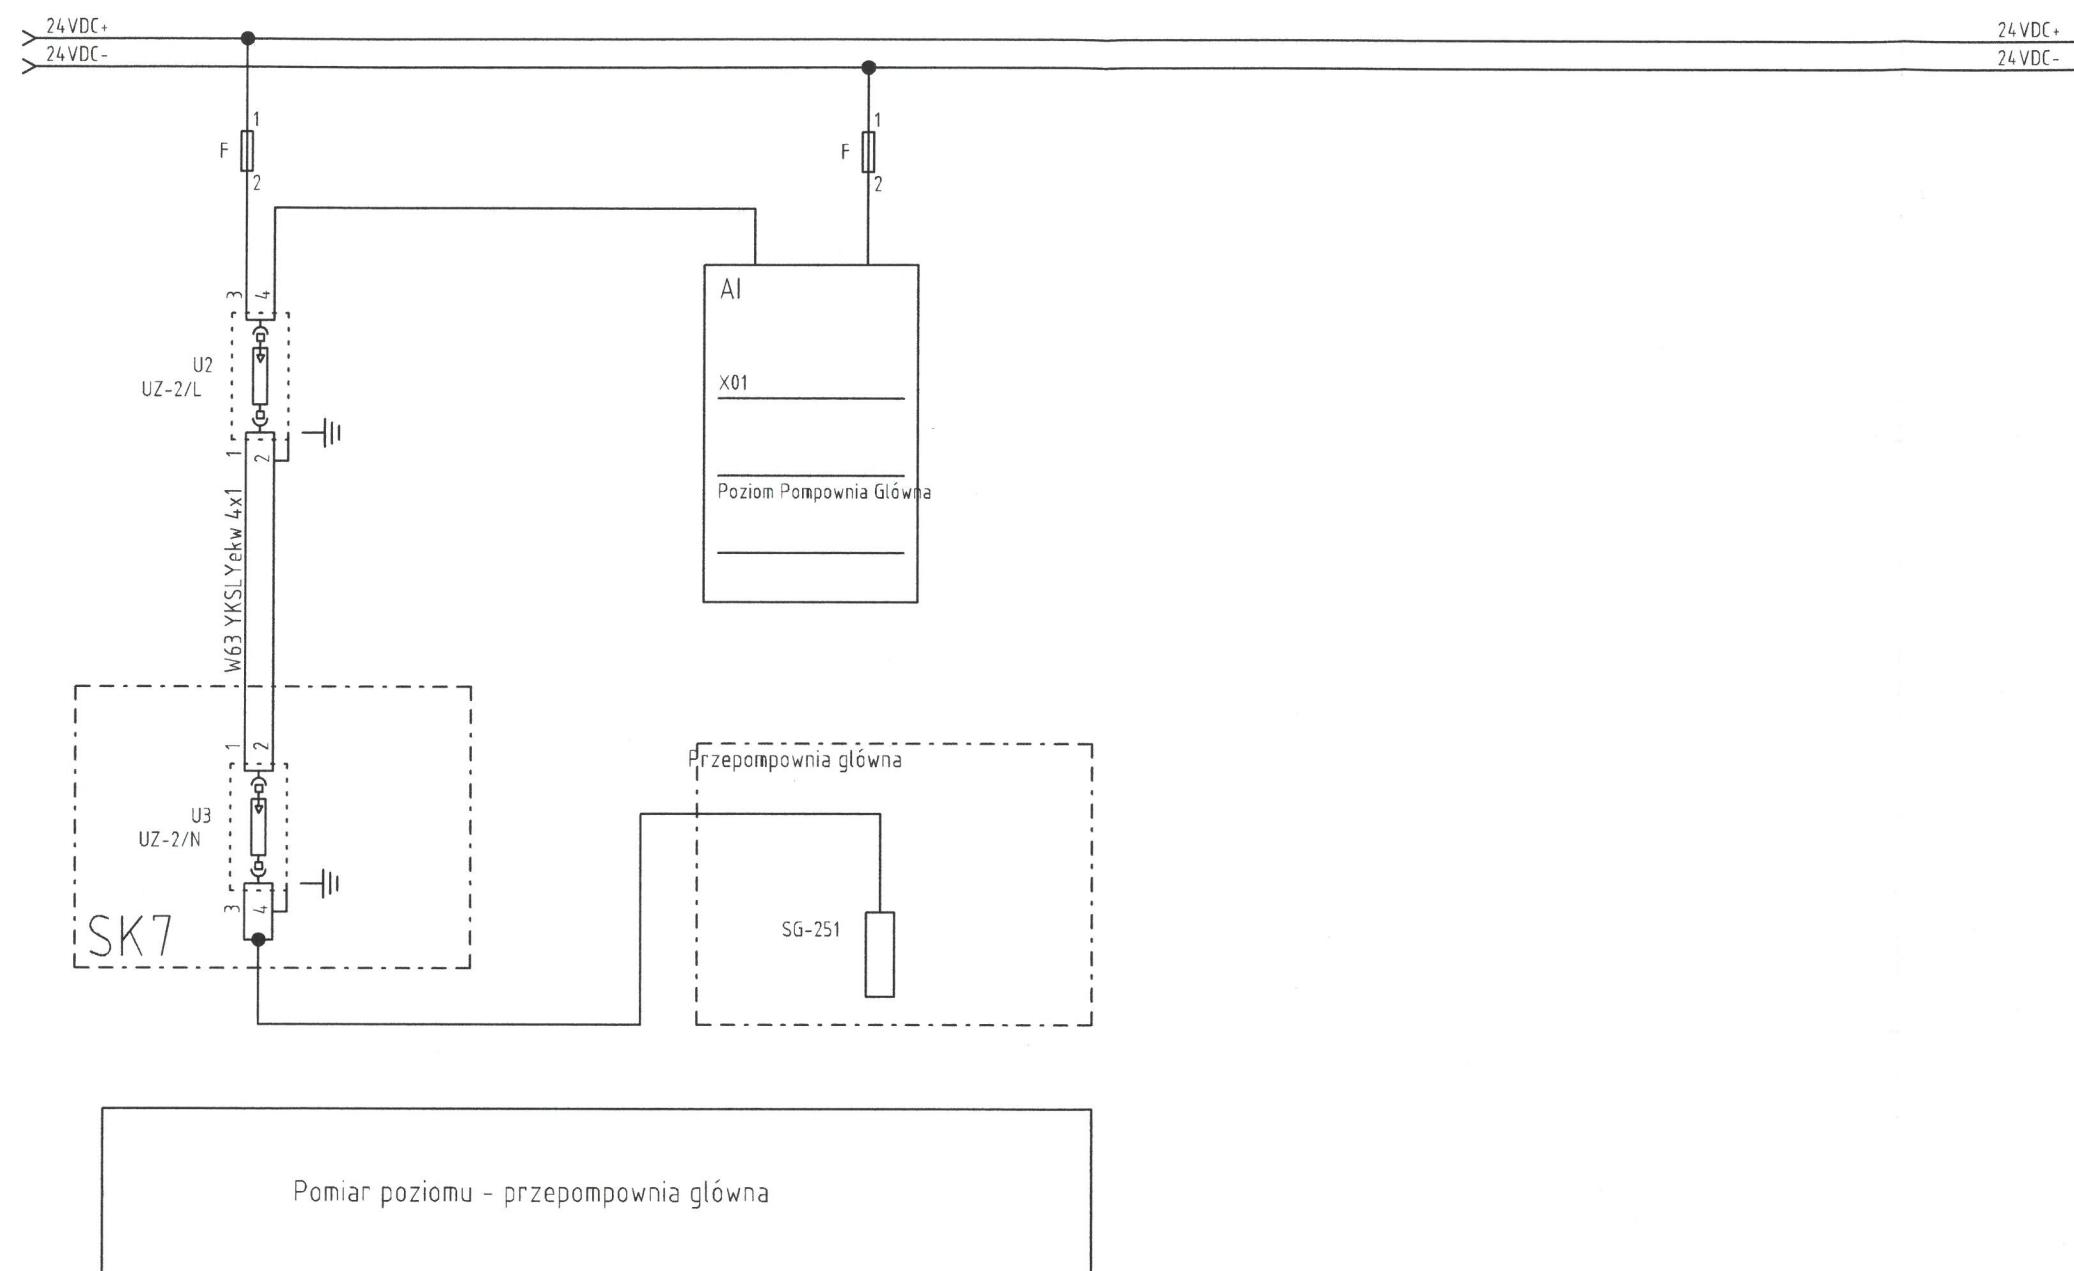 24VDC+
24VDC+
24VDC-
24VDC-
1
1
F
F
2
2
3
4
AI
U2
UZ-2/L
X01
1
2
Poziom Pompownia Glówna
W63 YKSLYekw 4x1
1
2
Przepompownia glówna
U3
UZ-2/N
3
4
SK7
SG-251
Pomiar poziomu - przepompownia glówna